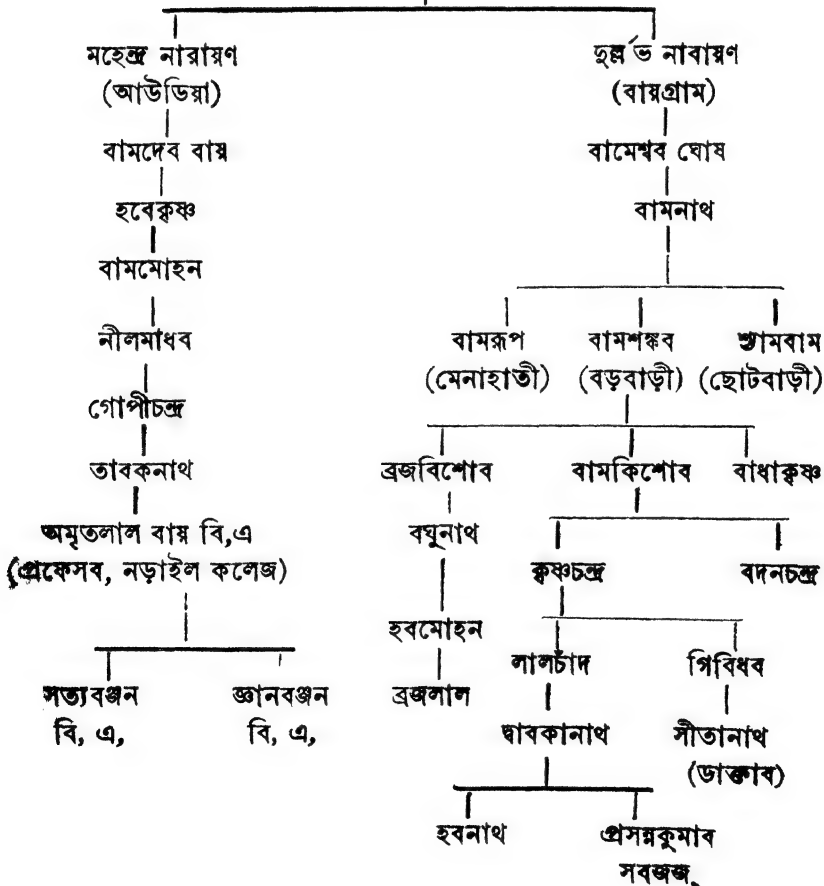 মহেন্দ্র নারায়ণ দুর্ল্লভ নাবায়ণ
(আউডিয়া) (বায়গ্রাম)
বামদেব বায় বামেশ্বব ঘোষ
হবেকৃষ্ণ বামনাথ
বামমোহন
নীলমাধব বামরূপ বামশঙ্কব শ্যামবাম
(মেনাহাতী) (বড়বাড়ী) (ছোটবাড়ী)
গোপীচন্দ্র
তাবকনাথ ব্রজবিশোব বামকিশোব বাধাকৃষ্ণ
অমৃতলাল বায় বি,এ বঘুনাথ
(প্রফেসব, নড়াইল কলেজ) কৃষ্ণচন্দ্র বদনচন্দ্র
হবমোহন
লালচাঁদ গিবিধব
সত্যবঞ্জন জ্ঞানবঞ্জন ব্রজলাল
বি, এ, বি, এ, দ্বাবকানাথ সীতানাথ
(ডাক্তাব)
হবনাথ প্রসন্নকুমাব
সবজজ্